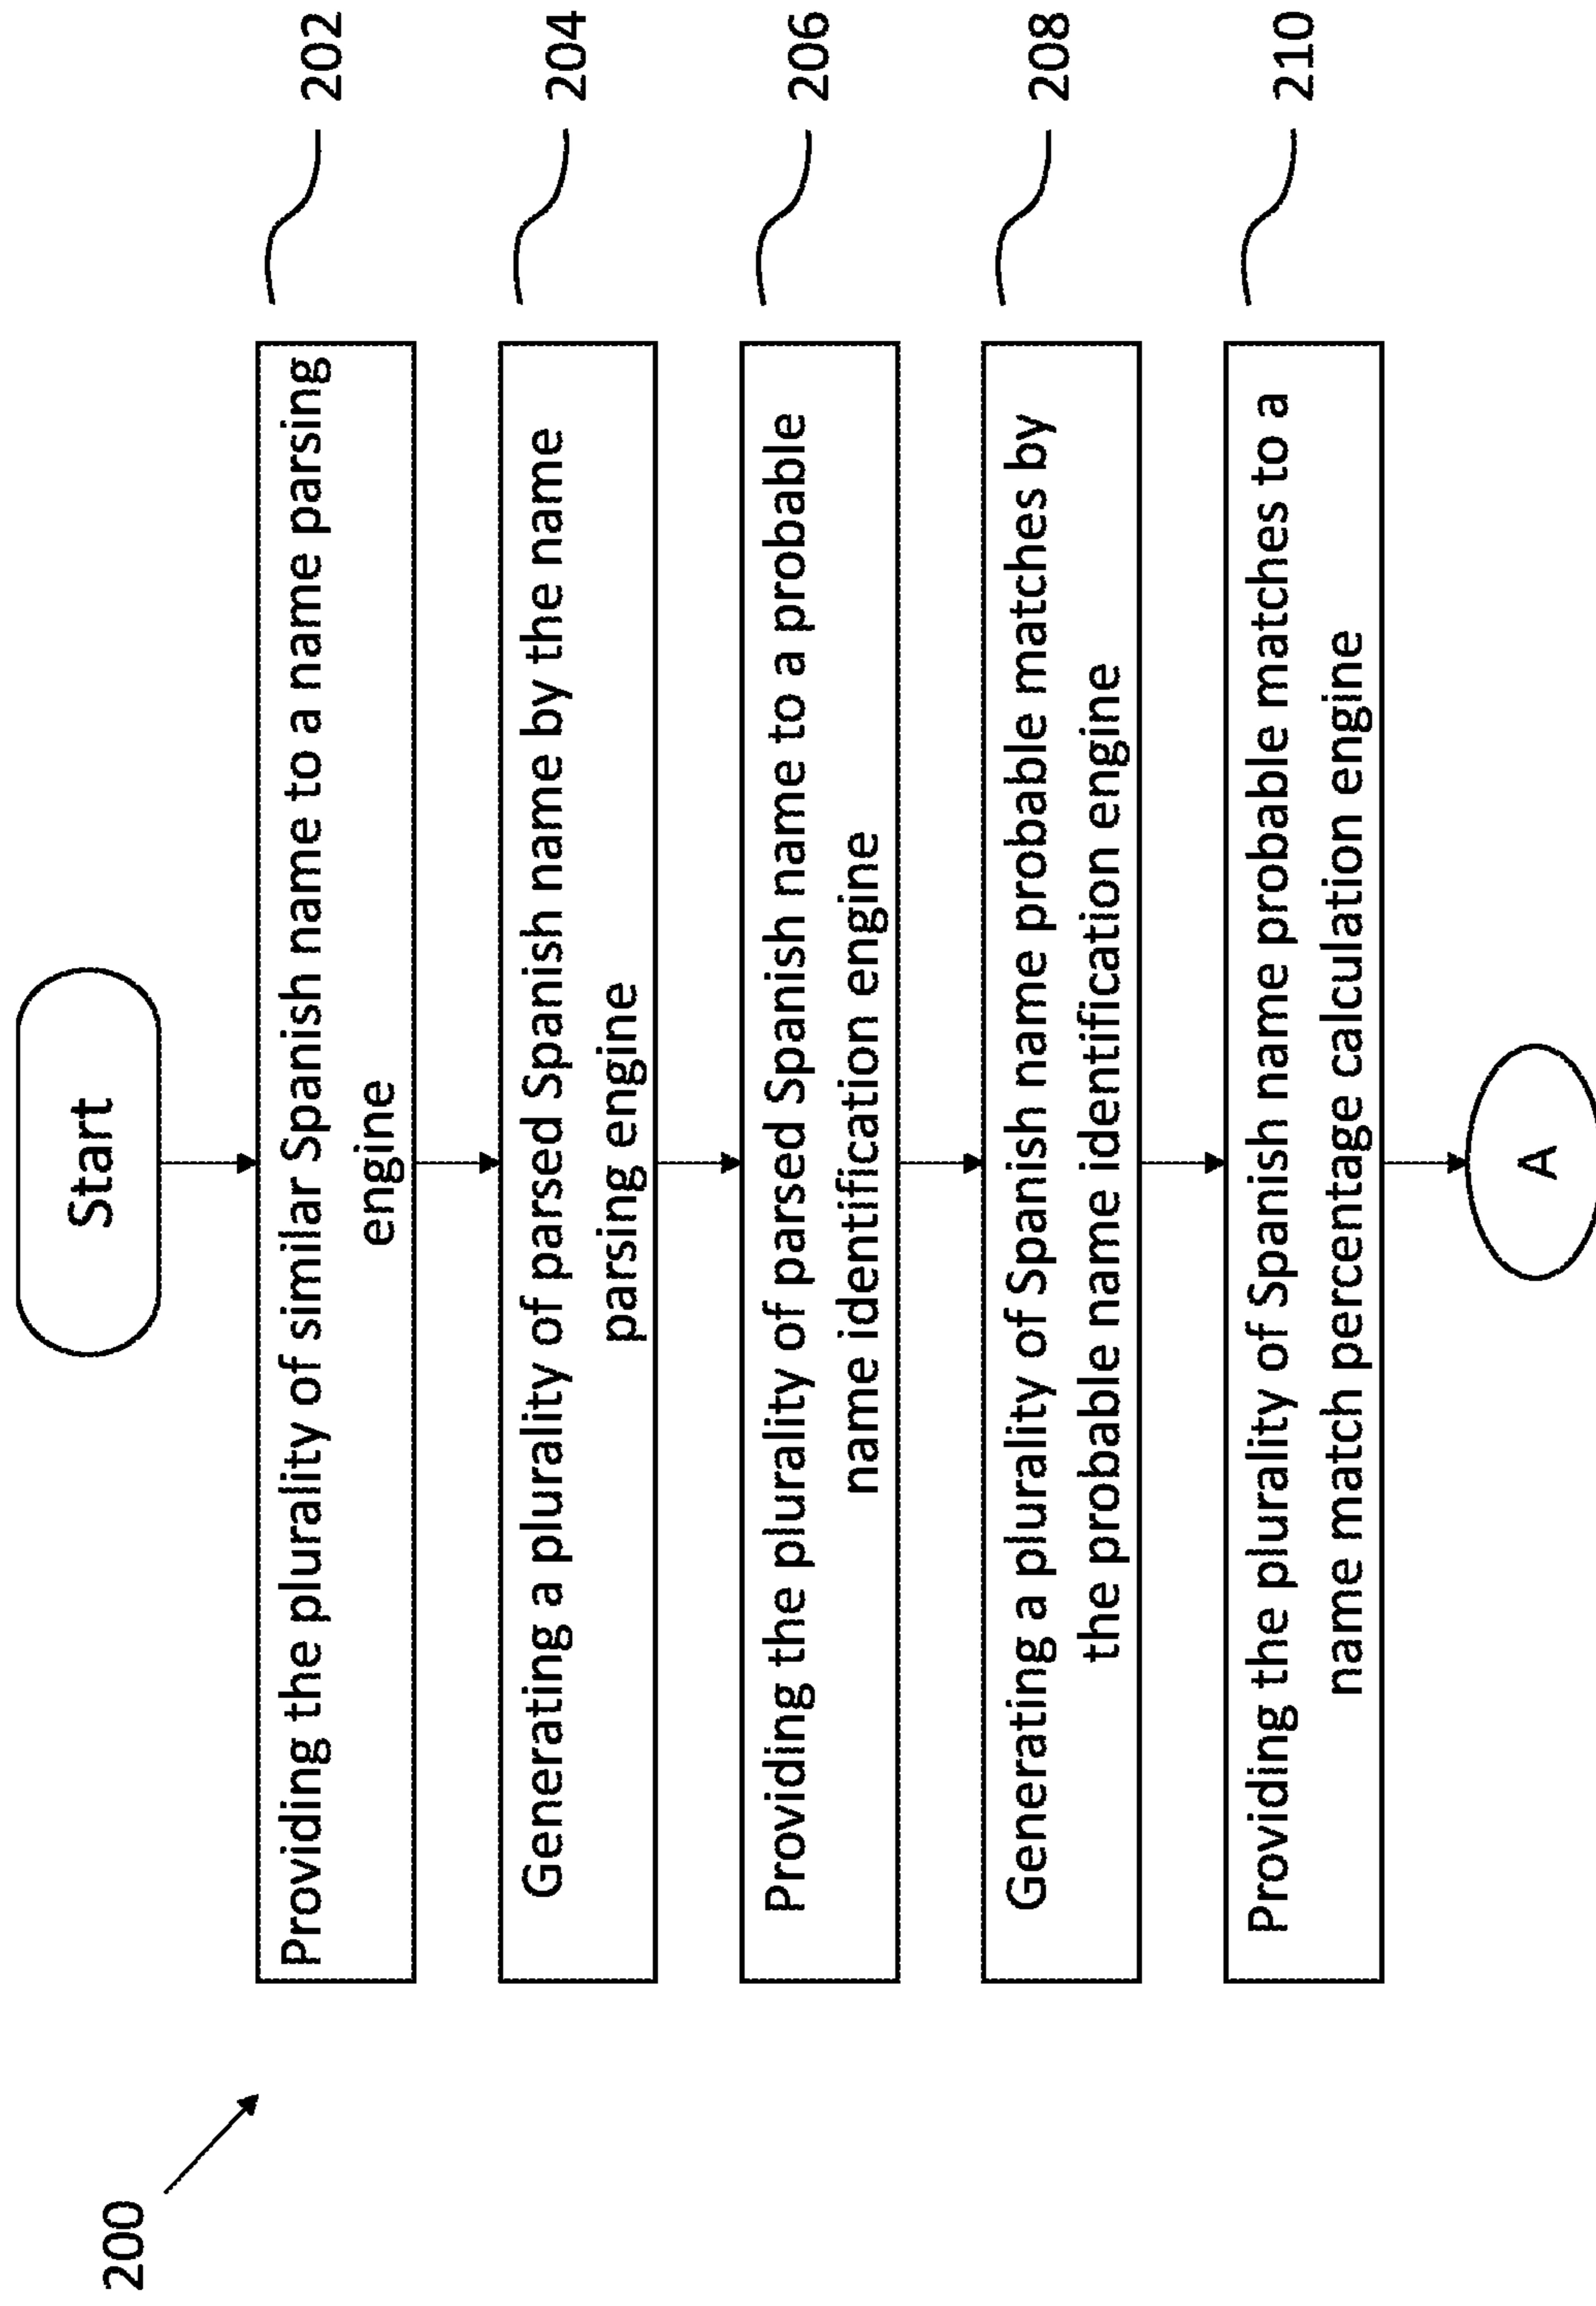 200
Start
Providing the plurality of similar Spanish name to a name parsing
engine
202
Generating a plurality of parsed Spanish name by the name
parsing engine
204
Providing the plurality of parsed Spanish name to a probable
name identification engine
206
Generating a plurality of Spanish name probable matches by
the probable name identification engine
208
Providing the plurality of Spanish name probable matches to a
name match percentage calculation engine
210
A